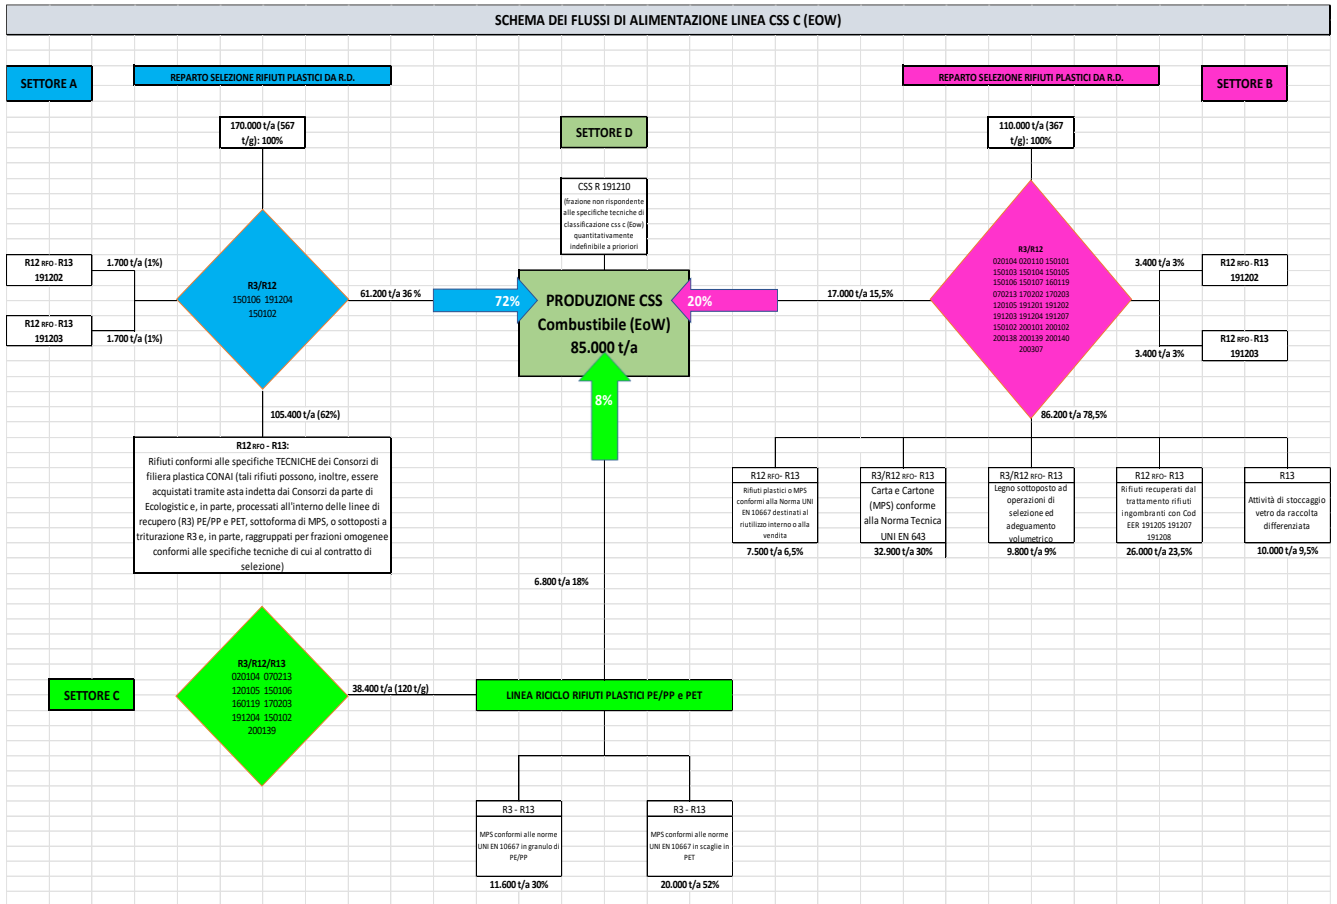 SCHEMA DEI FLUSSI DI ALIMENTAZIONE LINEA CSS C (EOW)
SETTORE A
REPARTO SELEZIONE RIFIUTI PLASTICI DA R.D.
170.000 t/a (567
t/g): 100%
R12 RFO - R13
191202
1.700 t/a (1%)
R12 RFO - R13
191203
1.700 t/a (1%)
R3/R12
150106 191204
150102
61.200 t/a 36 %
72%
105.400 t/a (62%)
R12 RFO - R13:
Rifiuti conformi alle specifiche TECNICHE dei Consorzi di
filiera plastica CONAI (tali rifiuti possono, inoltre, essere
acquistati tramite asta indetta dai Consorzi da parte di
Ecologistic e, in parte, processati all'interno delle linee di
recupero (R3) PE/PP e PET, sottoforma di MPS, o sottoposti a
triturazione R3 e, in parte, raggruppati per frazioni omogenee
conformi alle specifiche tecniche di cui al contratto di
selezione)
SETTORE D
CSS R 191210
(frazione non rispondente
alle specifiche tecniche di
classificazione css c (Eow)
quantitativamente
indefinibile a prioriori
PRODUZIONE CSS
Combustibile (EoW)
85.000 t/a
8%
20%
REPARTO SELEZIONE RIFIUTI PLASTICI DA R.D.
SETTORE B
110.000 t/a (367
t/g): 100%
17.000 t/a 15,5%
R3/R12
020104 020110 150101
150103 150104 150105
150106 150107 160119
070213 170202 170203
120105 191201 191202
191203 191204 191207
150102 200101 200102
200138 200139 200140
200307
3.400 t/a 3%
R12 RFO - R13
191202
3.400 t/a 3%
R12 RFO - R13
191203
86.200 t/a 78,5%
R12 RFO- R13
Rifiuti plastici o MPS
conformi alla Norma UNI
EN 10667 destinati al
riutilizzo interno o alla
vendita
7.500 t/a 6,5%
R3/R12 RFO- R13
Carta e Cartone
(MPS) conforme
alla Norma Tecnica
UNI EN 643
32.900 t/a 30%
R3/R12 RFO- R13
Legno sottoposto ad
operazioni di
selezione ed
adeguamento
volumetrico
9.800 t/a 9%
R12 RFO- R13
Rifiuti recuperati dal
trattamento rifiuti
ingombranti con Cod
EER 191205 191207
191208
26.000 t/a 23,5%
R13
Attività di stoccaggio
vetro da raccolta
differenziata
10.000 t/a 9,5%
6.800 t/a 18%
SETTORE C
R3/R12/R13
020104 070213
120105 150106
160119 170203
191204 150102
200139
38.400 t/a (120 t/g)
LINEA RICICLO RIFIUTI PLASTICI PE/PP e PET
R3 - R13
MPS conformi alle norme
UNI EN 10667 in granulo di
PE/PP
11.600 t/a 30%
R3 - R13
MPS conformi alle norme
UNI EN 10667 in scaglie in
PET
20.000 t/a 52%